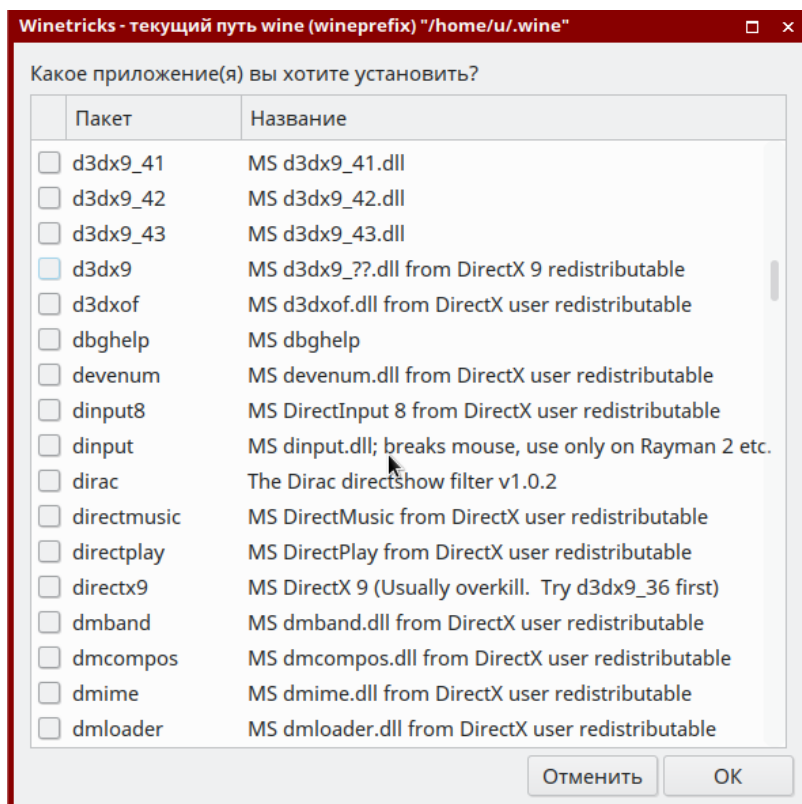 Winetricks - текущий путь wine (wineprefix) "/home/u/.wine"
Какое приложение(я) вы хотите установить?
Пакет Название
d3dx9_41 MS d3dx9_41.dll
d3dx9_42 MS d3dx9_42.dll
d3dx9_43 MS d3dx9_43.dll
d3dx9 MS d3dx9_??.dll from DirectX 9 redistributable
d3dxof MS d3dxof.dll from DirectX user redistributable
dbghelp MS dbghelp
devenum MS devenum.dll from DirectX user redistributable
dinput8 MS DirectInput 8 from DirectX user redistributable
dinput MS dinput.dll; breaks mouse, use only on Rayman 2 etc.
dirac The Dirac directshow filter v1.0.2
directmusic MS DirectMusic from DirectX user redistributable
directplay MS DirectPlay from DirectX user redistributable
directx9 MS DirectX 9 (Usually overkill.  Try d3dx9_36 first)
dmband MS dmband.dll from DirectX user redistributable
dmcompos MS dmcompos.dll from DirectX user redistributable
dmime MS dmime.dll from DirectX user redistributable
dmloader MS dmloader.dll from DirectX user redistributable
Отменить ОК